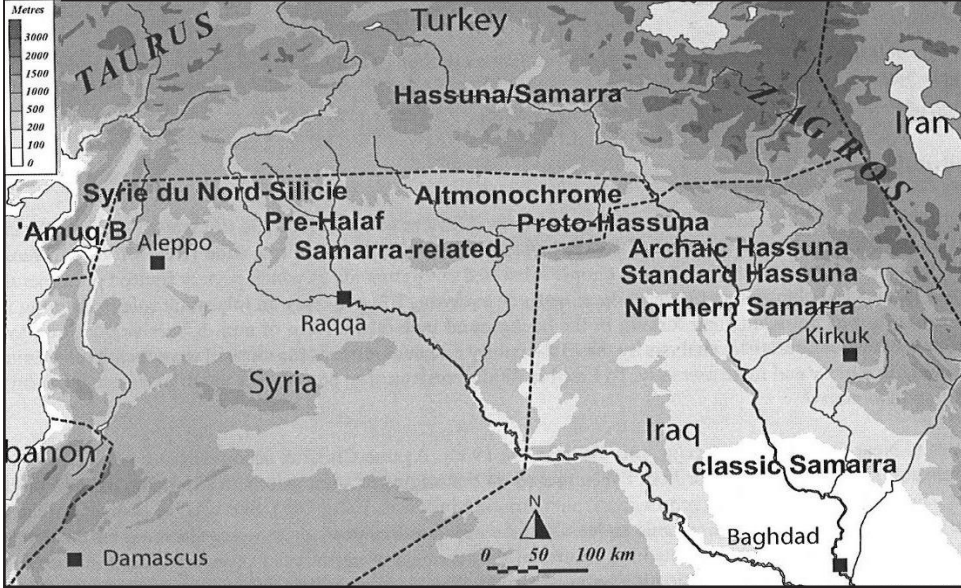 Metres
3000
2000
1500
1000
500
200
100
0
TAURUS
Turkey
Hassuna/Samarra
ZAGROS
Iran
Syrie du Nord-Silicie
Altmonochrome
Pre-Halaf
Proto-Hassuna
'Amuq B
Aleppo
Samarra-related
Archaic Hassuna
Standard Hassuna
Raqqa
Northern Samarra
Kirkuk
Syria
Iraq
banon
classic Samarra
N
Baghdad
Damascus
0 50 100 km